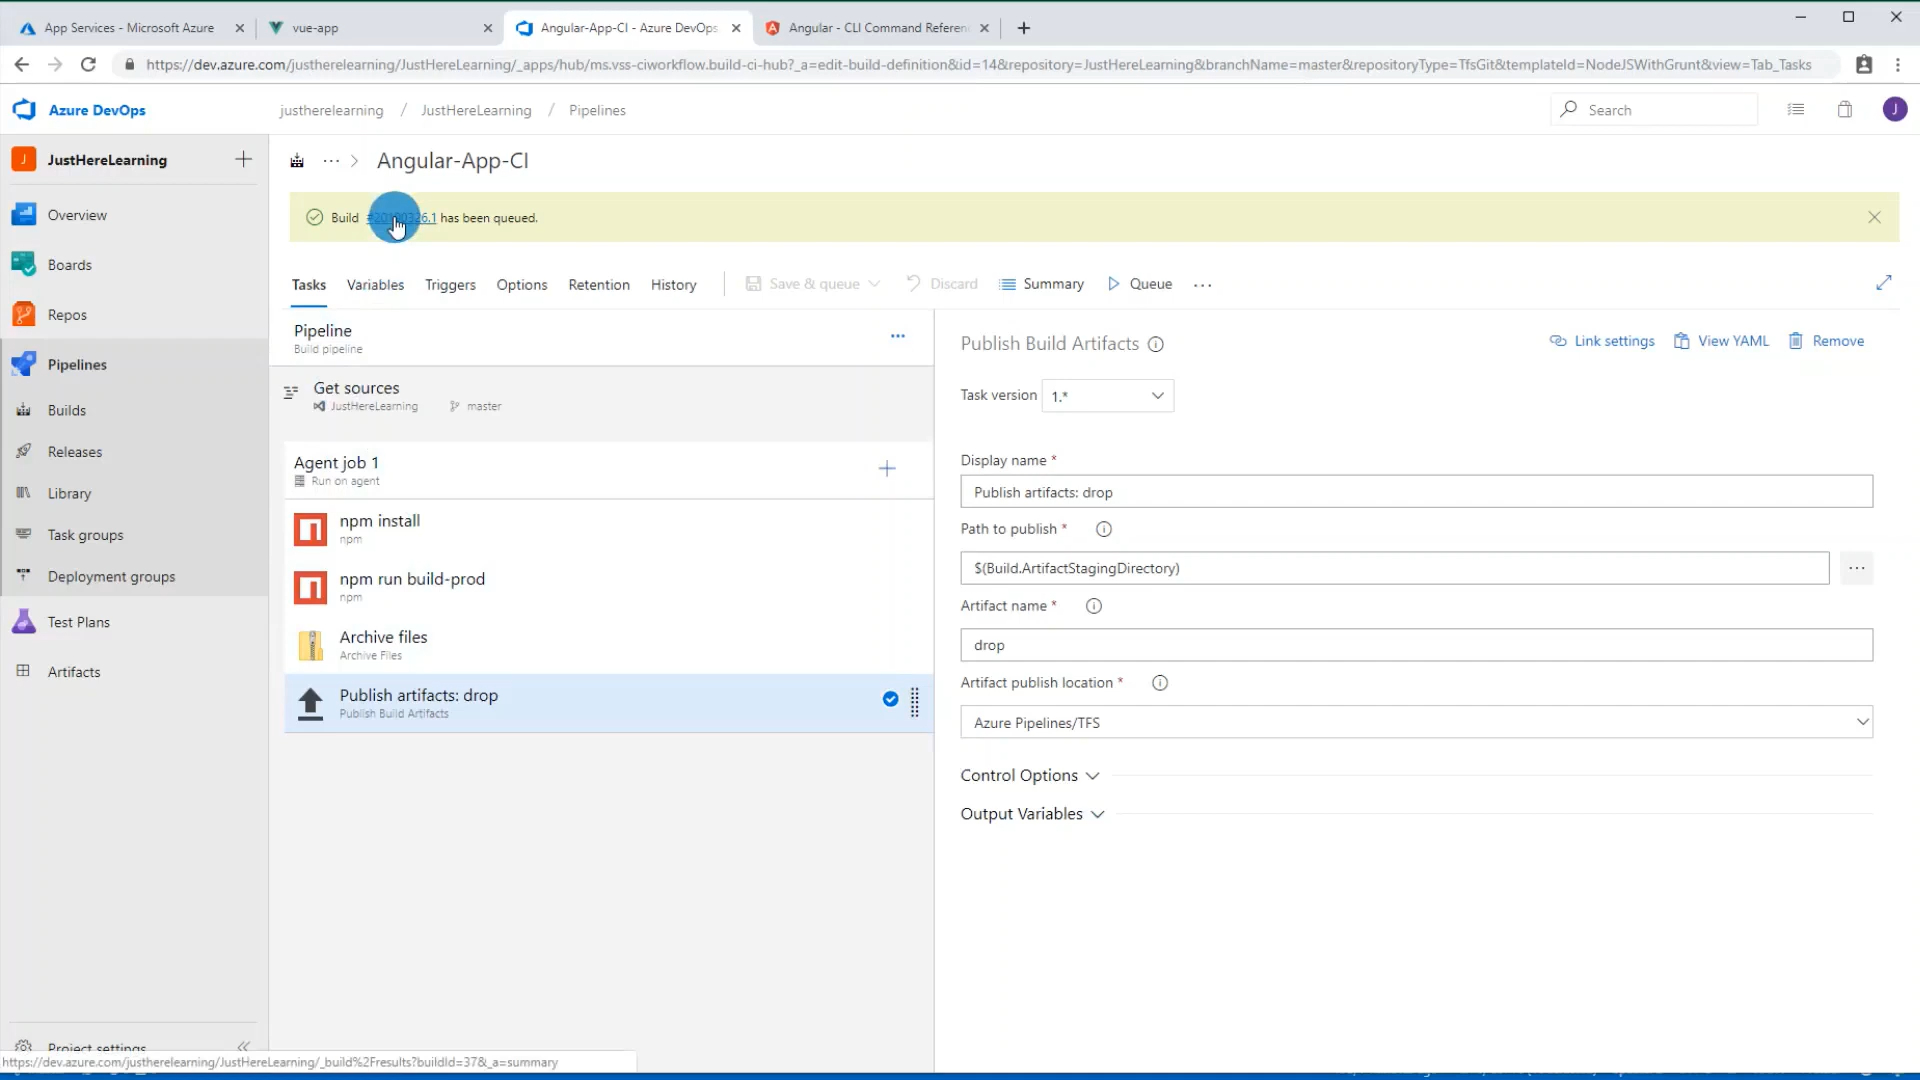 App Services - Microsoft Azure
vue-app
Angular-App-CI - Azure DevOps
Angular - CLI Command Referen
https://dev.azure.com/justherelearning/JustHereLearning/_apps/hub/ms.vss-ciworkflow.build-ci-hub?_a=edit-build-definition&id=14&repository=JustHereLearning&branchName=master&repositoryType=TfsGit&templateId=NodeJSWithGrunt&view=Tab_Tasks
Azure DevOps
justherelearning / JustHereLearning / Pipelines
Search
J
J
JustHereLearning
Angular-App-CI
Build #20190326.1 has been queued.
Overview
Boards
Repos
Pipelines
Builds
Releases
Library
Task groups
Deployment groups
Test Plans
Artifacts
Project settings
Tasks
Variables
Triggers
Options
Retention
History
Save & queue
Discard
Summary
Queue
Pipeline
Build pipeline
Get sources
JustHereLearning
master
Agent job 1
Run on agent
npm install
npm
npm run build-prod
npm
Archive files
Archive Files
Publish artifacts: drop
Publish Build Artifacts
Publish Build Artifacts
Link settings
View YAML
Remove
Task version
1.*
Display name *
Publish artifacts: drop
Path to publish *
$(Build.ArtifactStagingDirectory)
Artifact name *
drop
Artifact publish location *
Azure Pipelines/TFS
Control Options
Output Variables
https://dev.azure.com/justherelearning/JustHereLearning/_build%2Fresults?buildId=37&_a=summary